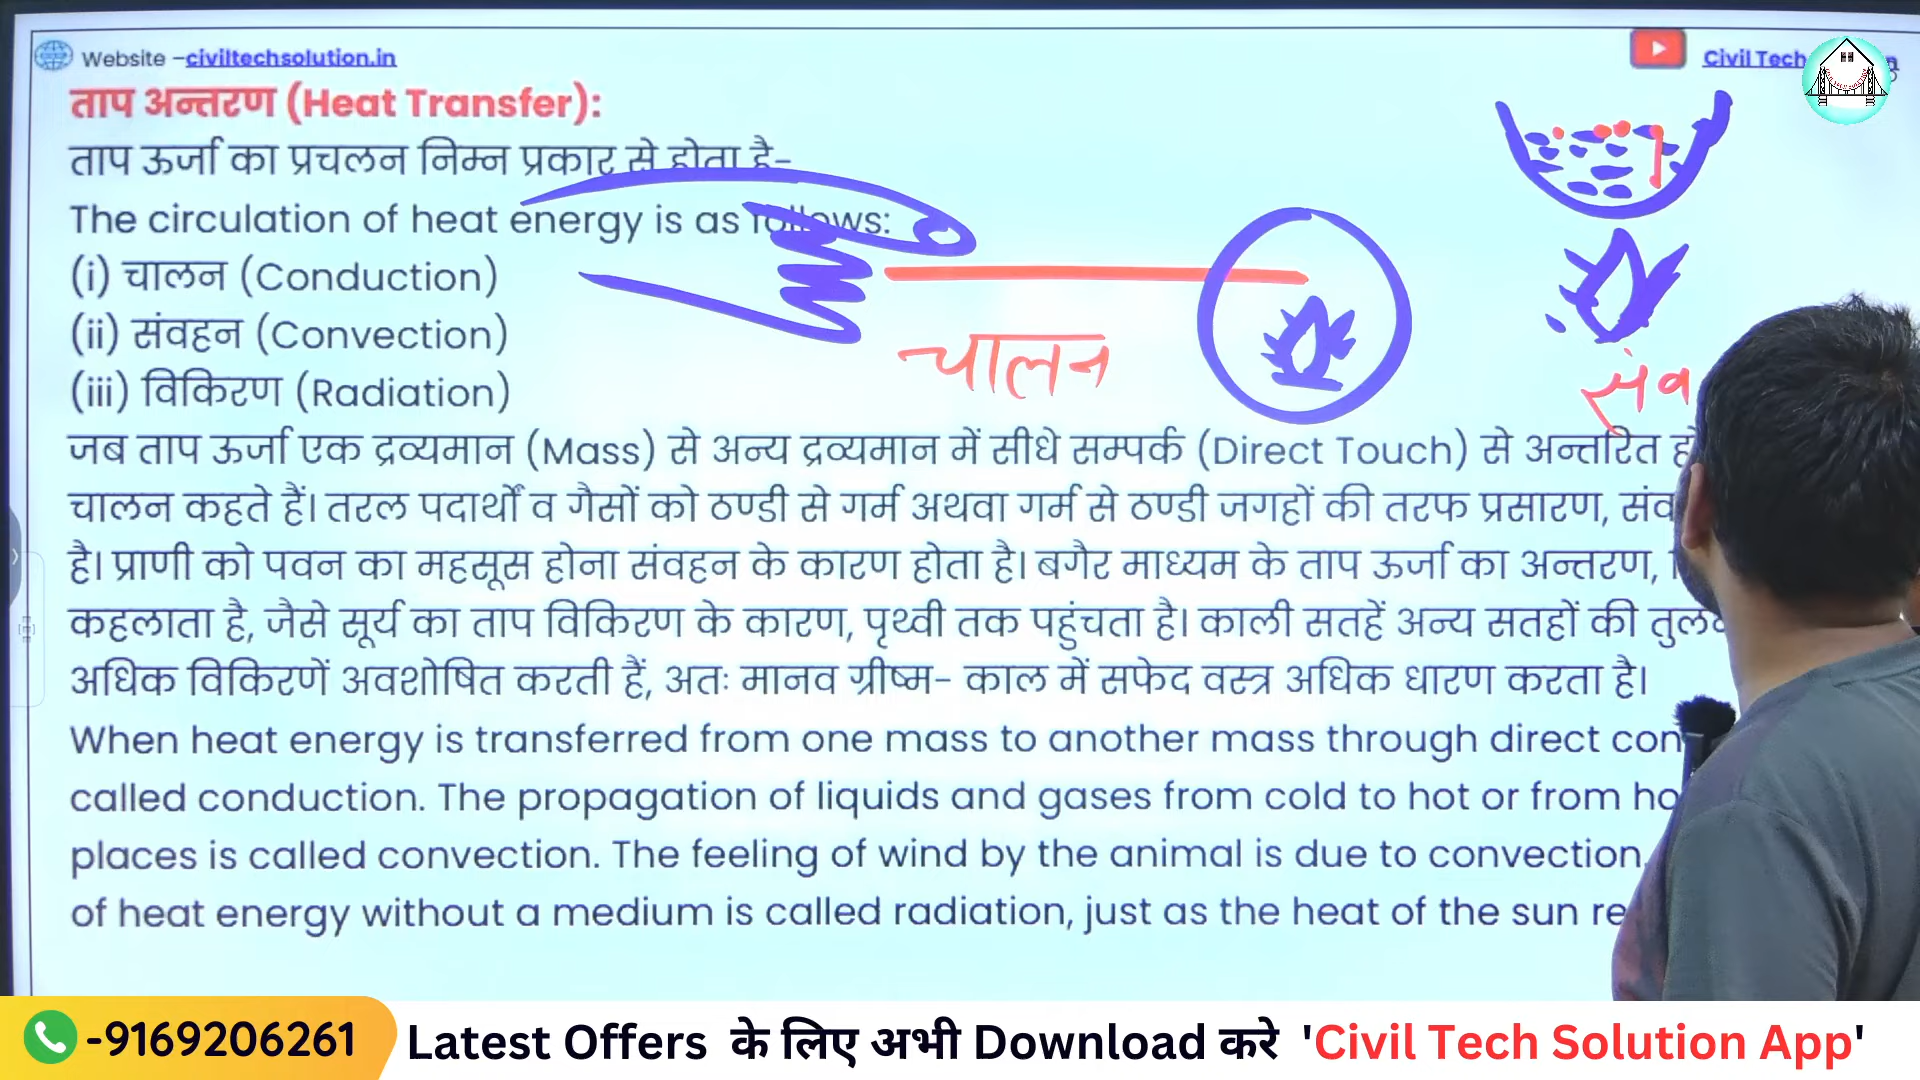 Website –civiltechsolution.in
Civil Tech
ताप अन्तरण (Heat Transfer):
ताप ऊर्जा का प्रचलन निम्न प्रकार से होता है-
The circulation of heat energy is as follows:
(i) चालन (Conduction)
(ii) संवहन (Convection)
(iii) विकिरण (Radiation)
चालन
संव
जब ताप ऊर्जा एक द्रव्यमान (Mass) से अन्य द्रव्यमान में सीधे सम्पर्क (Direct Touch) से अन्तरित
चालन कहते हैं। तरल पदार्थों व गैसों को ठण्डी से गर्म अथवा गर्म से ठण्डी जगहों की तरफ प्रसारण, संव
है। प्राणी को पवन का महसूस होना संवहन के कारण होता है। बगैर माध्यम के ताप ऊर्जा का अन्तरण,
कहलाता है, जैसे सूर्य का ताप विकिरण के कारण, पृथ्वी तक पहुंचता है। काली सतहें अन्य सतहों की
अधिक विकिरणें अवशोषित करती हैं, अतः मानव ग्रीष्म- काल में सफेद वस्त्र अधिक धारण करता है।
When heat energy is transferred from one mass to another mass through direct con
called conduction. The propagation of liquids and gases from cold to hot or from ho
places is called convection. The feeling of wind by the animal is due to convection.
of heat energy without a medium is called radiation, just as the heat of the sun re
-9169206261
Latest Offers के लिए अभी Download करे 'Civil Tech Solution App'